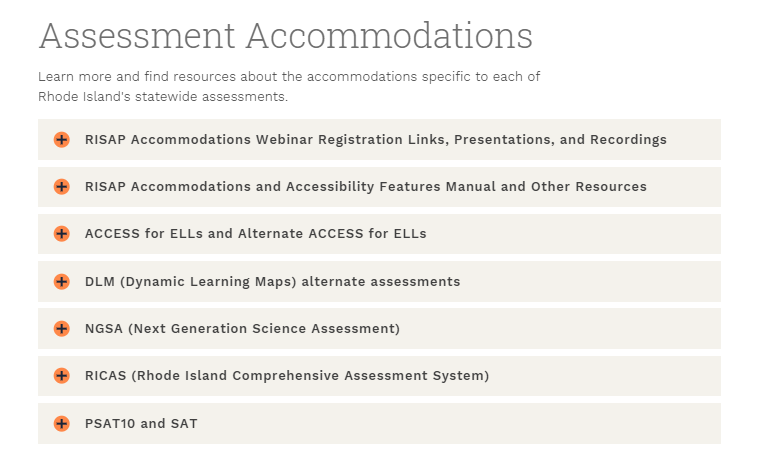 Assessment Accommodations
Learn more and find resources about the accommodations specific to each of
Rhode Island's statewide assessments.
RISAP Accommodations Webinar Registration Links, Presentations, and Recordings
RISAP Accommodations and Accessibility Features Manual and Other Resources
ACCESS for ELLs and Alternate ACCESS for ELLs
DLM (Dynamic Learning Maps) alternate assessments
NGSA (Next Generation Science Assessment)
RICAS (Rhode Island Comprehensive Assessment System)
PSAT10 and SAT